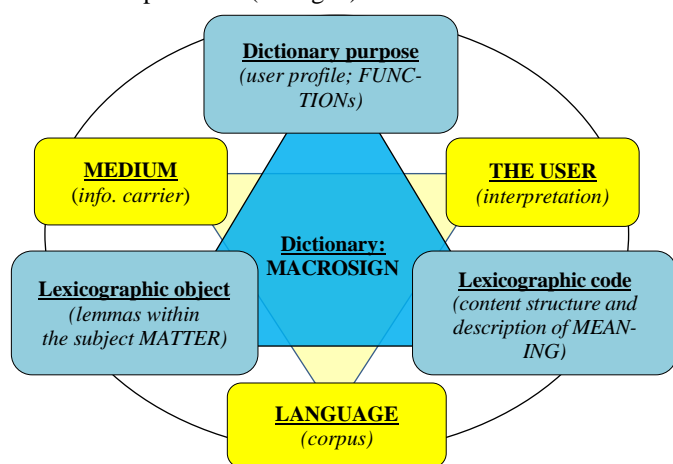 Dictionary purpose
(user profile; FUNC-
TIONs)
MEDIUM
(info. carrier)
THE USER
(interpretation)
Dictionary:
MACROSIGN
Lexicographic object
(lemmas within
the subject MATTER)
Lexicographic code
(content structure and
description of MEAN-
ING)
LANGUAGE
(corpus)